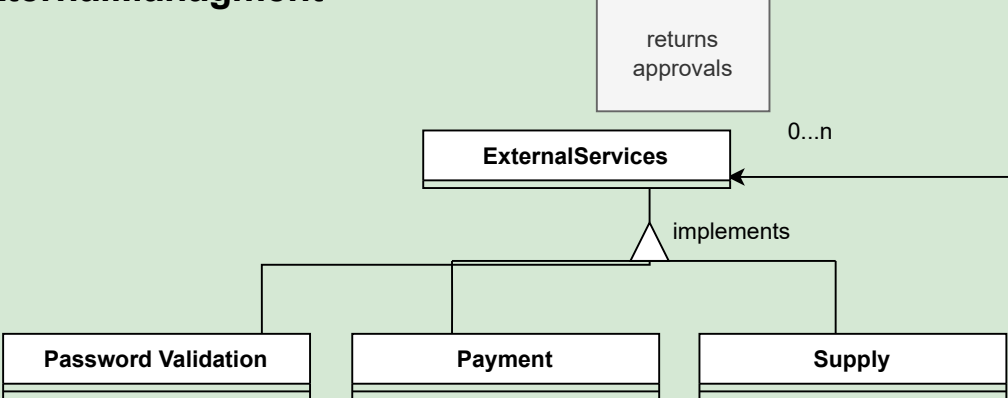 returns
approvals
0...n
ExternalServices
implements
Password Validation
Payment
Supply